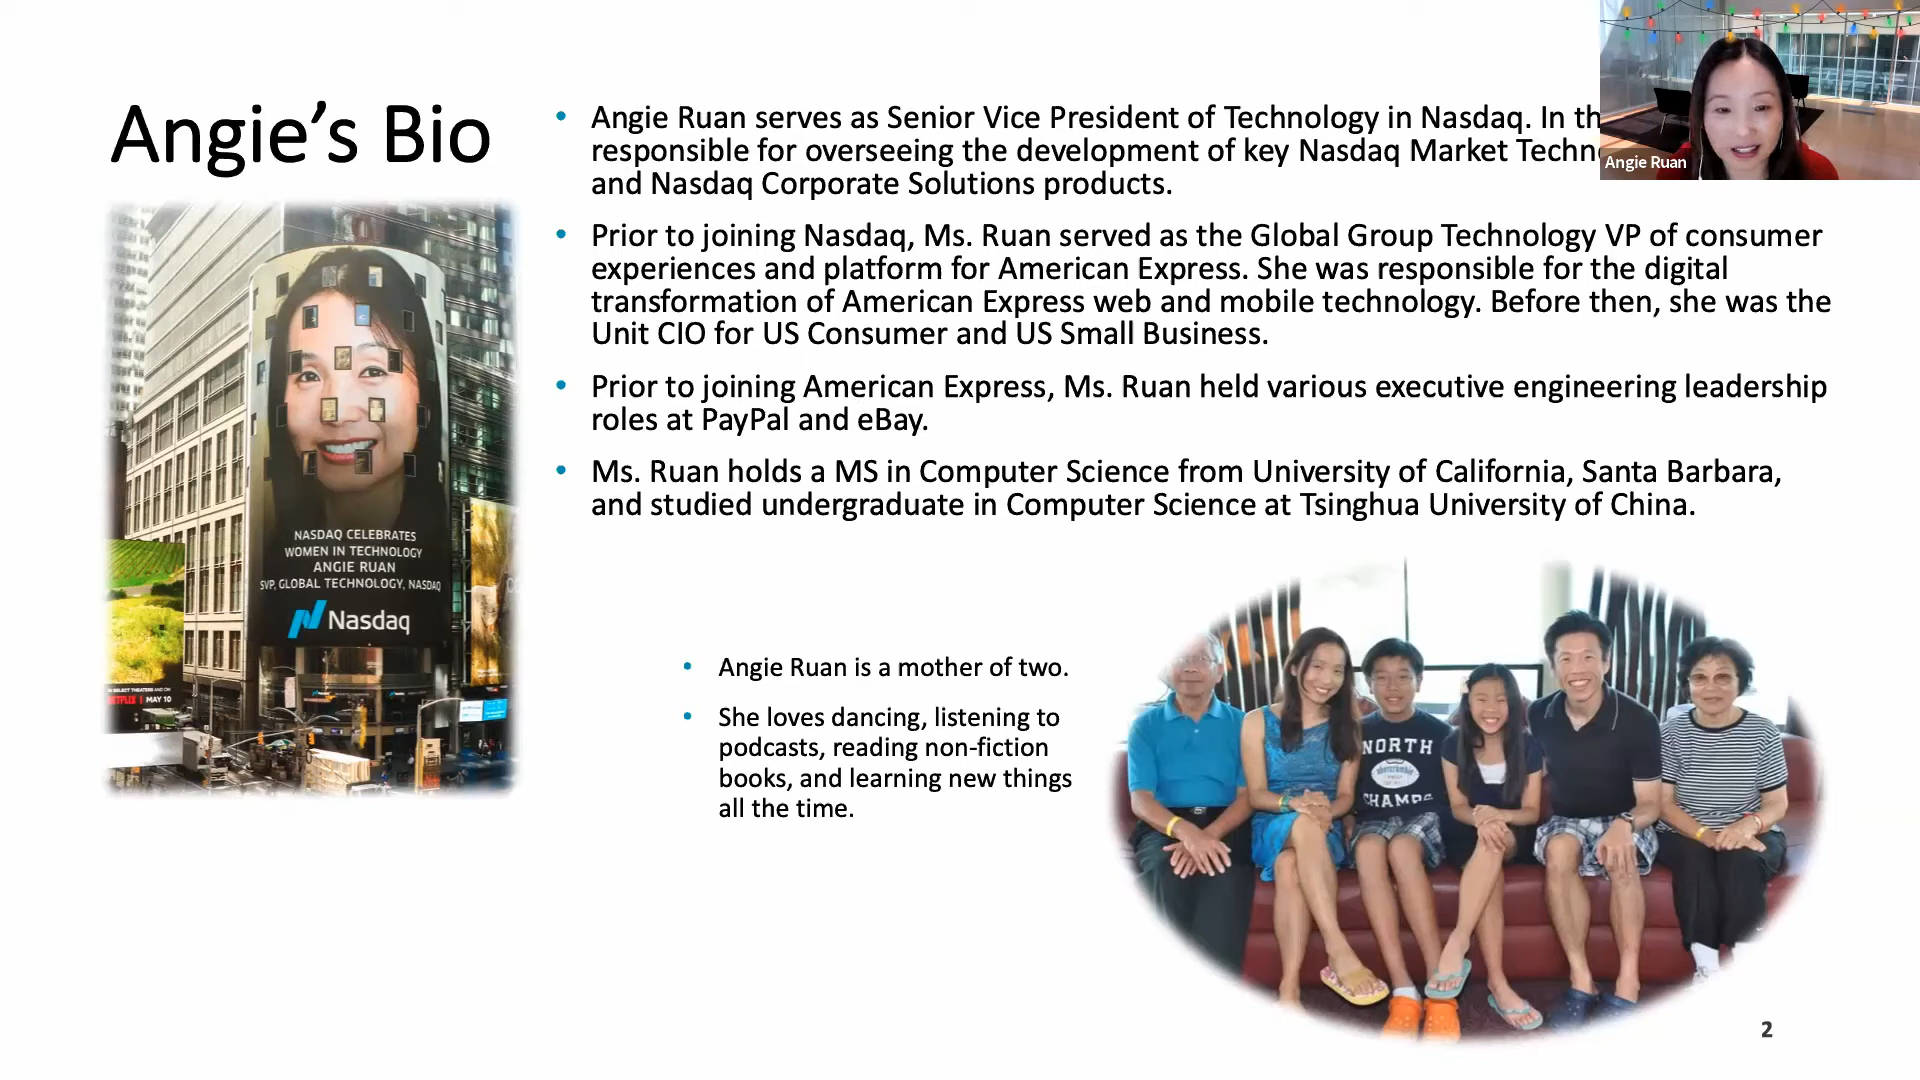 Angie's Bio
Angie Ruan
• Angie Ruan serves as Senior Vice President of Technology in Nasdaq. In
responsible for overseeing the development of key Nasdaq Market
and Nasdaq Corporate Solutions products.
• Prior to joining Nasdaq, Ms. Ruan served as the Global Group Technology VP of consumer
experiences and platform for American Express. She was responsible for the digital
transformation of American Express web and mobile technology. Before then, she was the
Unit CIO for US Consumer and US Small Business.
• Prior to joining American Express, Ms. Ruan held various executive engineering leadership
roles at PayPal and eBay.
• Ms. Ruan holds a MS in Computer Science from University of California, Santa Barbara,
and studied undergraduate in Computer Science at Tsinghua University of China.
NASDAQ CELEBRATES
WOMEN IN TECHNOLOGY
ANGIE RUAN
SVP, GLOBAL TECHNOLOGY, NASDAQ
Nasdaq
SELECT THEATERS AND ON
NETFLIX | MAY 10
• Angie Ruan is a mother of two.
• She loves dancing, listening to
podcasts, reading non-fiction
books, and learning new things
all the time.
NORTH
CHAMPS
2